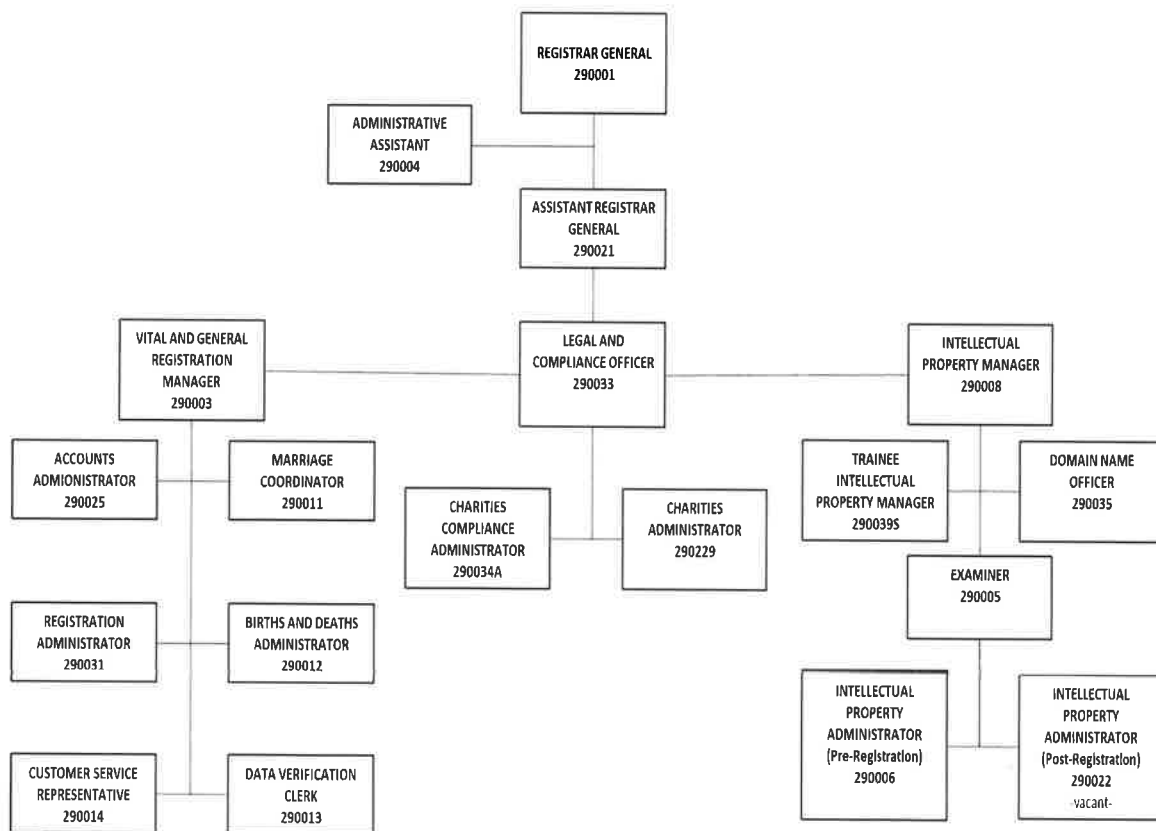 REGISTRAR GENERAL
290001
ADMINISTRATIVE
ASSISTANT
290004
ASSISTANT REGISTRAR
GENERAL
290021
VITAL AND GENERAL
REGISTRATION
MANAGER
290003
LEGAL AND
COMPLIANCE OFFICER
290033
INTELLECTUAL
PROPERTY MANAGER
290008
ACCOUNTS
ADMIONISTRATOR
290025
MARRIAGE
COORDINATOR
290011
CHARITIES
COMPLIANCE
ADMINISTRATOR
290034A
CHARITIES
ADMINISTRATOR
290229
TRAINEE
INTELLECTUAL
PROPERTY MANAGER
290039S
DOMAIN NAME
OFFICER
290035
EXAMINER
290005
REGISTRATION
ADMINISTRATOR
290031
BIRTHS AND DEATHS
ADMINISTRATOR
290012
INTELLECTUAL
PROPERTY
ADMINISTRATOR
(Pre-Registration)
290006
INTELLECTUAL
PROPERTY
ADMINISTRATOR
(Post-Registration)
290022
-vacant-
CUSTOMER SERVICE
REPRESENTATIVE
290014
DATA VERIFICATION
CLERK
290013